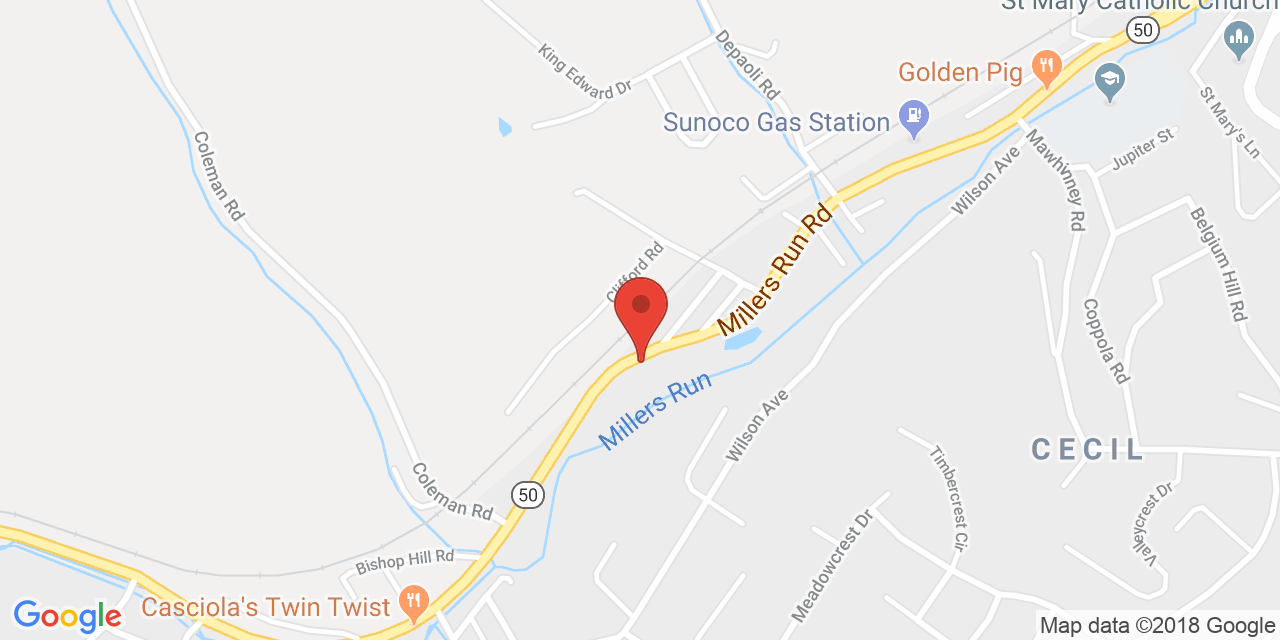 St Mary Catholic Church
50
King Edward Dr
Depaoli Rd
Golden Pig
Sunoco Gas Station
St Mary's Ln
Coleman Rd
Mawhinney Rd
Jupiter St
Wilson Ave
Millers Run Rd
Belgium Hill Rd
Clifford Rd
Coppola Rd
Millers Run
Wilson Ave
CECIL
Timbercrest Cir
Coleman Rd
50
Valleycrest Dr
Meadowcrest Dr
Bishop Hill Rd
Casciola's Twin Twist
Google
Map data ©2018 Google